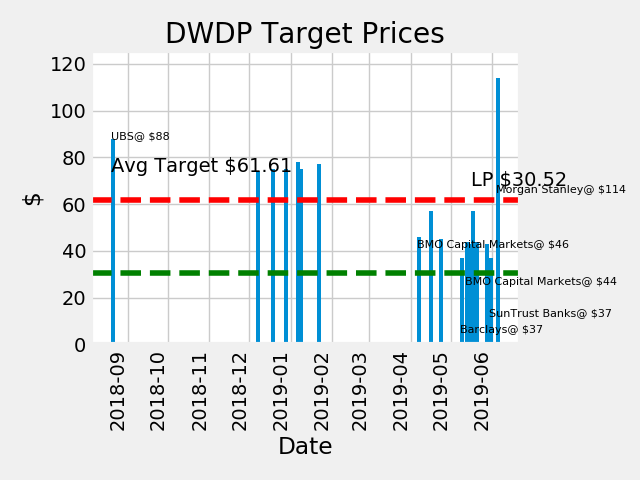 DWDP Target Prices
120
100
80
60
40
20
0
$
UBS@ $88
Avg Target $61.61
LP $30.52
Morgan Stanley@ $114
BMO Capital Markets@ $46
BMO Capital Markets@ $44
SunTrust Banks@ $37
Barclays@ $37
2018-09
2018-10
2018-11
2018-12
2019-01
2019-02
2019-03
2019-04
2019-05
2019-06
Date